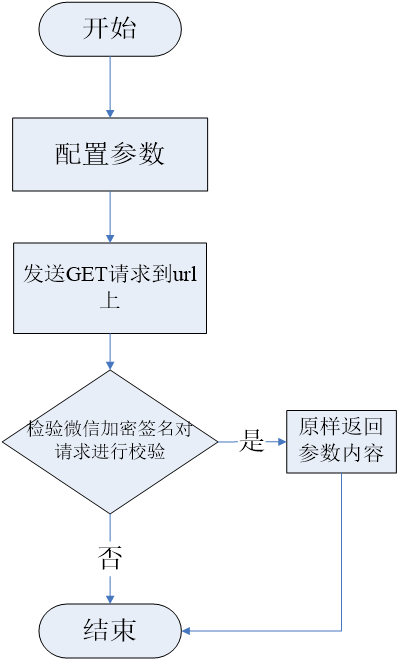 开始
配置参数
发送GET请求到url
上
检验微信加密签名对
请求进行校验
是
原样返回
参数内容
否
结束